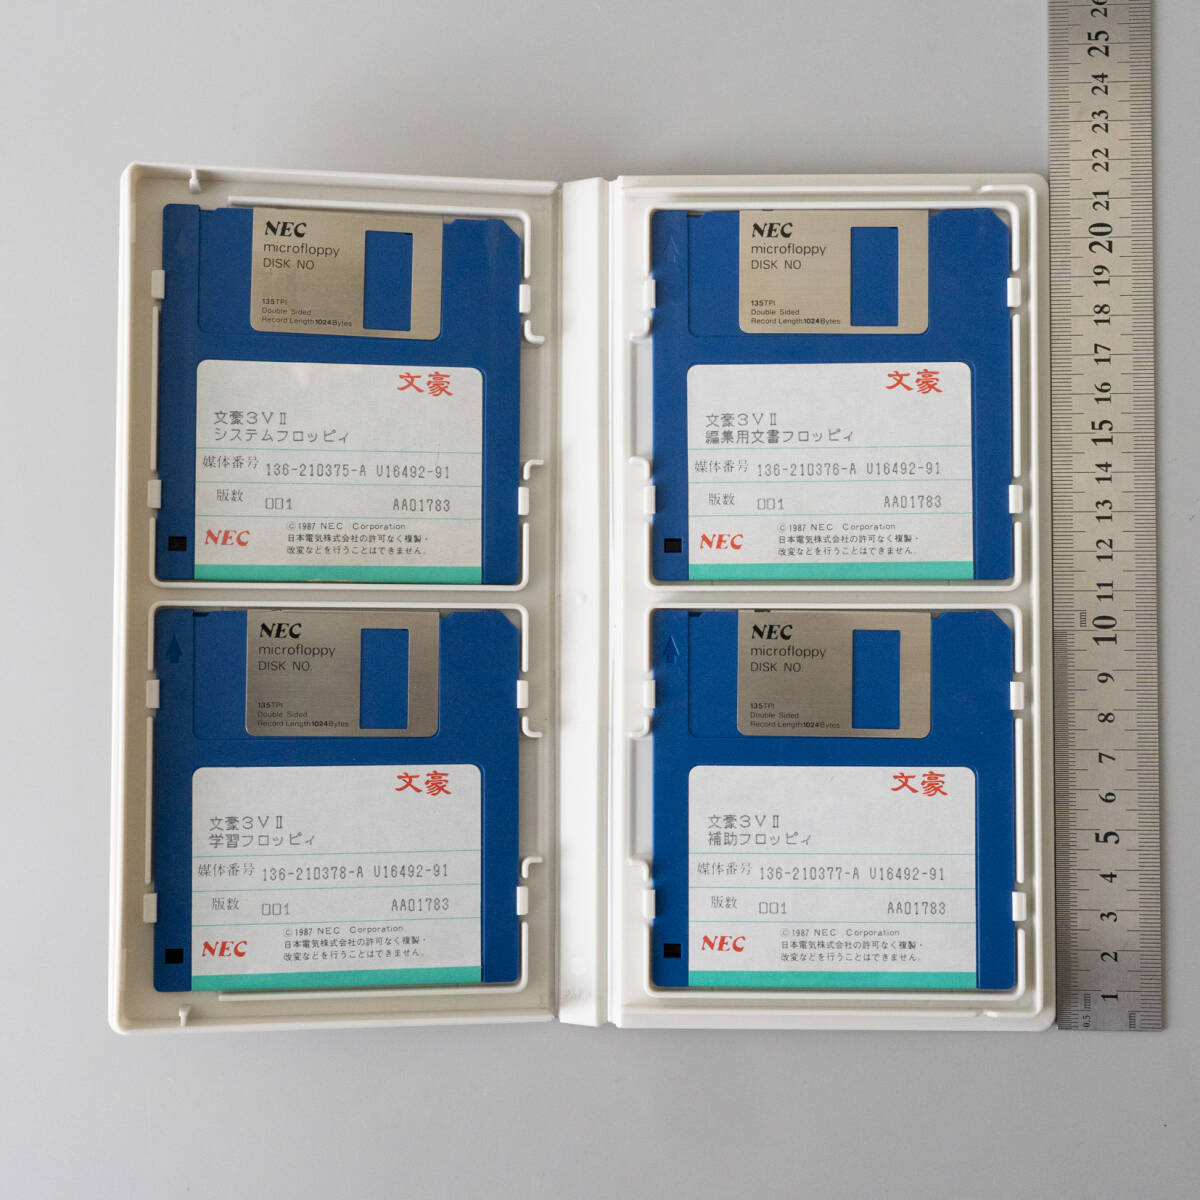 NEC
microfloppy
DISK NO
135TPI
Double Sided
Record Length:1024Bytes
文豪
文豪3VⅡ
システムフロッピィ
媒体番号 136-210375-A U16492-91
版数 001 AA01783
NEC
©1987 NEC Corporation
日本電気株式会社の許可なく複製・
改変などを行うことはできません。
NEC
microfloppy
DISK NO
135TPI
Double Sided
Record Length:1024Bytes
文豪
文豪3VⅡ
編集用文書フロッピィ
媒体番号 136-210376-A U16492-91
版数 001 AA01783
NEC
©1987 NEC Corporation
日本電気株式会社の許可なく複製・
改変などを行うことはできません。
NEC
microfloppy
DISK NO
135TPI
Double Sided
Record Length:1024Bytes
文豪
文豪3VⅡ
学習フロッピィ
媒体番号 136-210378-A U16492-91
版数 001 AA01783
NEC
©1987 NEC Corporation
日本電気株式会社の許可なく複製・
改変などを行うことはできません。
NEC
microfloppy
DISK NO
135TPI
Double Sided
Record Length:1024Bytes
文豪
文豪3VⅡ
補助フロッピィ
媒体番号 136-210377-A U16492-91
版数 001 AA01783
NEC
©1987 NEC Corporation
日本電気株式会社の許可なく複製・
改変などを行うことはできません。
0.5 mm
mm
1 2 3 4 5 6 7 8 9 10 11 12 13 14 15 16 17 18 19 20 21 22 23 24 25 26
mm